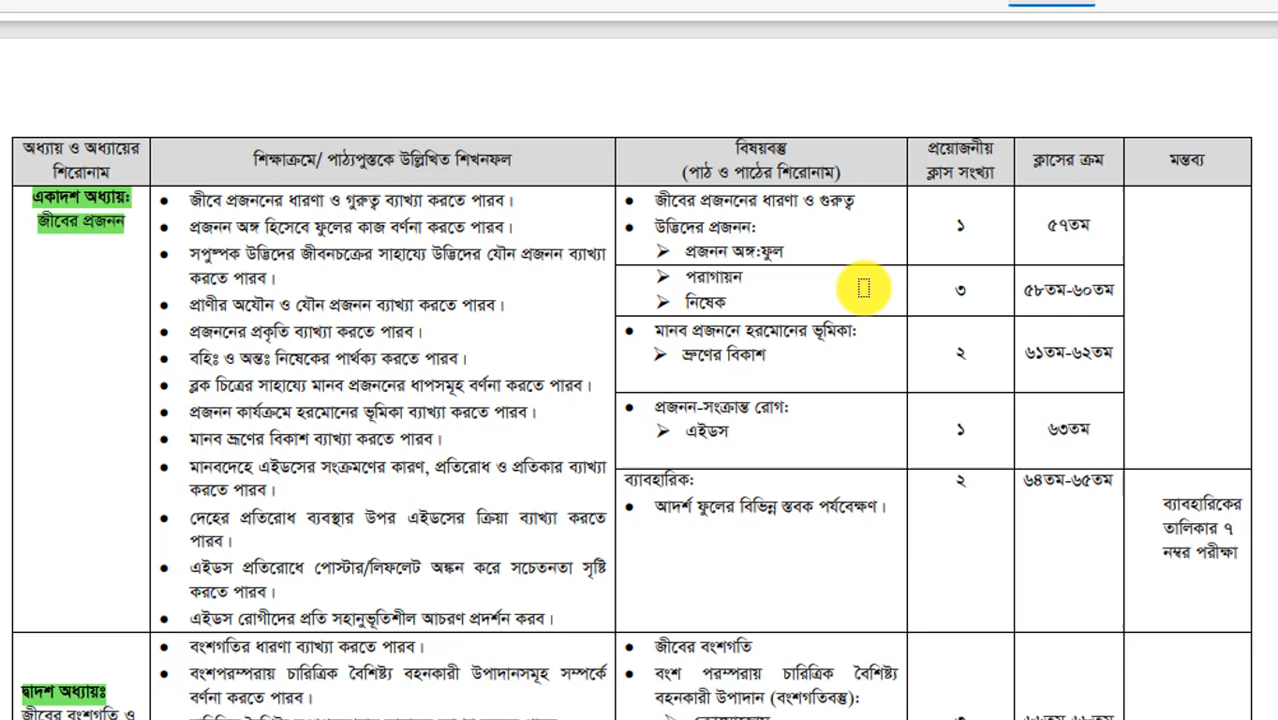 অধ্যায় ও অধ্যায়ের
শিরোনাম
শিক্ষাক্রমে/ পাঠ্যপুস্তকে উল্লিখিত শিখনফল
বিষয়বস্তু
(পাঠ ও পাঠের শিরোনাম)
প্রয়োজনীয়
ক্লাস সংখ্যা
ক্লাসের ক্রম
মন্তব্য
একাদশ অধ্যায়ঃ
জীবের প্রজনন
● জীবে প্রজননের ধারণা ও গুরুত্ব ব্যাখ্যা করতে পারব।
● প্রজনন অঙ্গ হিসেবে ফুলের কাজ বর্ণনা করতে পারব।
● সপুষ্পক উদ্ভিদের জীবনচক্রের সাহায্যে উদ্ভিদের যৌন প্রজনন ব্যাখ্যা
করতে পারব।
● প্রাণীর অযৌন ও যৌন প্রজনন ব্যাখ্যা করতে পারব।
● প্রজননের প্রকৃতি ব্যাখ্যা করতে পারব।
● বহিঃ ও অন্তঃ নিষেকের পার্থক্য করতে পারব।
● ব্লক চিত্রের সাহায্যে মানব প্রজননের ধাপসমূহ বর্ণনা করতে পারব।
● প্রজনন কার্যক্রমে হরমোনের ভূমিকা ব্যাখ্যা করতে পারব।
● মানব ভ্রূণের বিকাশ ব্যাখ্যা করতে পারব।
● মানবদেহে এইডসের সংক্রমণের কারণ, প্রতিরোধ ও প্রতিকার ব্যাখ্যা
করতে পারব।
● দেহের প্রতিরোধ ব্যবস্থার উপর এইডসের ক্রিয়া ব্যাখ্যা করতে
পারব।
● এইডস প্রতিরোধে পোস্টার/লিফলেট অঙ্কন করে সচেতনতা সৃষ্টি
করতে পারব।
● এইডস রোগীদের প্রতি সহানুভূতিশীল আচরণ প্রদর্শন করব।
● জীবের প্রজননের ধারণা ও গুরুত্ব
● উদ্ভিদের প্রজনন:
➢ প্রজনন অঙ্গ:ফুল
১
৫৭তম
➢ পরাগায়ন
➢ নিষেক
৩
৫৮তম-৬০তম
● মানব প্রজননে হরমোনের ভূমিকা:
➢ ভ্রুণের বিকাশ
২
৬১তম-৬২তম
● প্রজনন-সংক্রান্ত রোগ:
➢ এইডস
১
৬৩তম
ব্যাবহারিক:
● আদর্শ ফুলের বিভিন্ন স্তবক পর্যবেক্ষণ।
২
৬৪তম-৬৫তম
ব্যাবহারিকের
তালিকার ৭
নম্বর পরীক্ষা
দ্বাদশ অধ্যায়ঃ
জীবের বংশগতি ও
● বংশগতির ধারণা ব্যাখ্যা করতে পারব।
● বংশপরম্পরায় চারিত্রিক বৈশিষ্ট্য বহনকারী উপাদানসমূহ সম্পর্কে
বর্ণনা করতে পারব।
● জীবের বংশগতি
● বংশ পরম্পরায় চারিত্রিক বৈশিষ্ট্য
বহনকারী উপাদান (বংশগতিবস্তু):